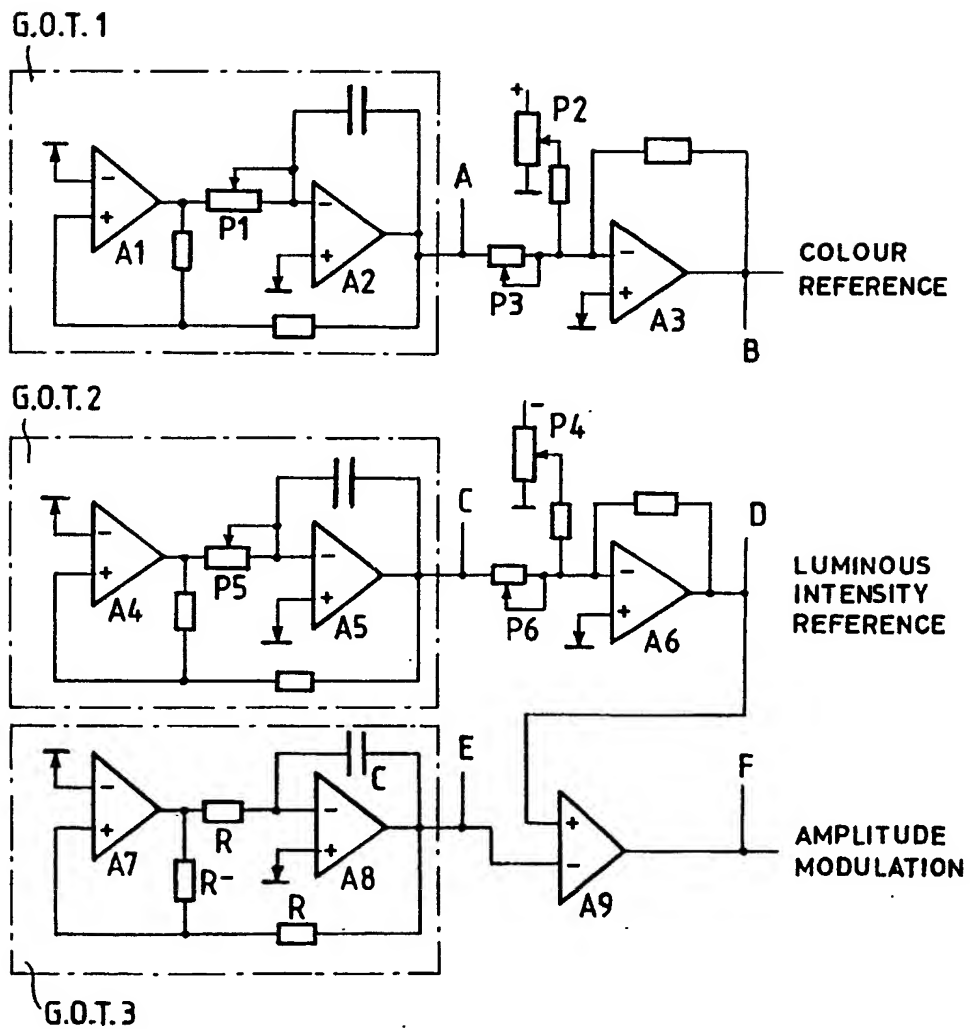 G.O.T. 1
A1
P1
A2
A
+
P2
P3
A3
B
COLOUR
REFERENCE
G.O.T. 2
A4
P5
A5
C
-
P4
P6
A6
D
LUMINOUS
INTENSITY
REFERENCE
A7
R
R-
R
C
A8
E
A9
F
AMPLITUDE
MODULATION
G.O.T. 3